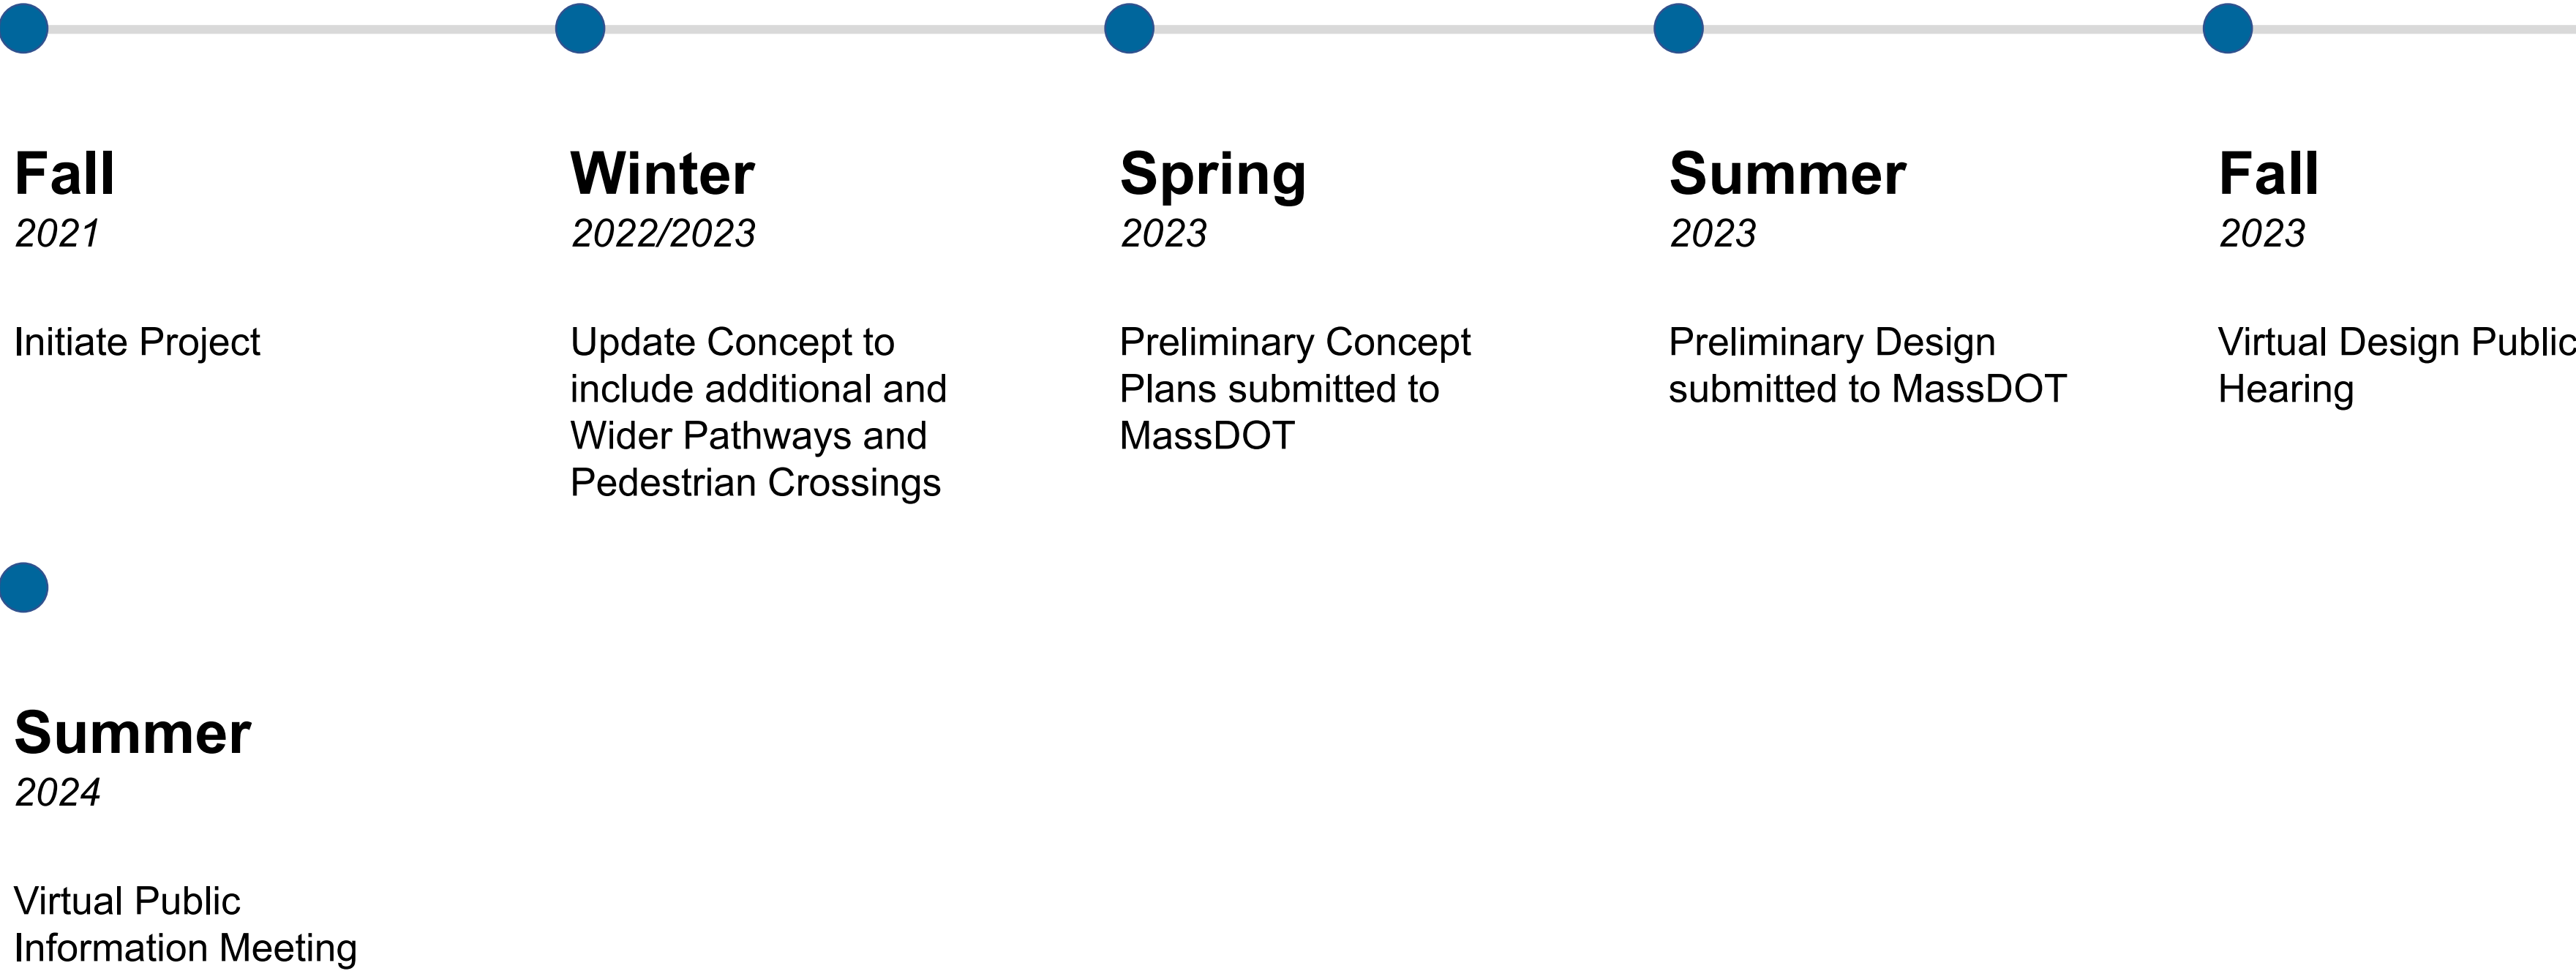 Fall
2021
Initiate Project
Winter
2022/2023
Update Concept to
include additional and
Wider Pathways and
Pedestrian Crossings
Spring
2023
Preliminary Concept
Plans submitted to
MassDOT
Summer
2023
Preliminary Design
submitted to MassDOT
Fall
2023
Virtual Design Public
Hearing
Summer
2024
Virtual Public
Information Meeting